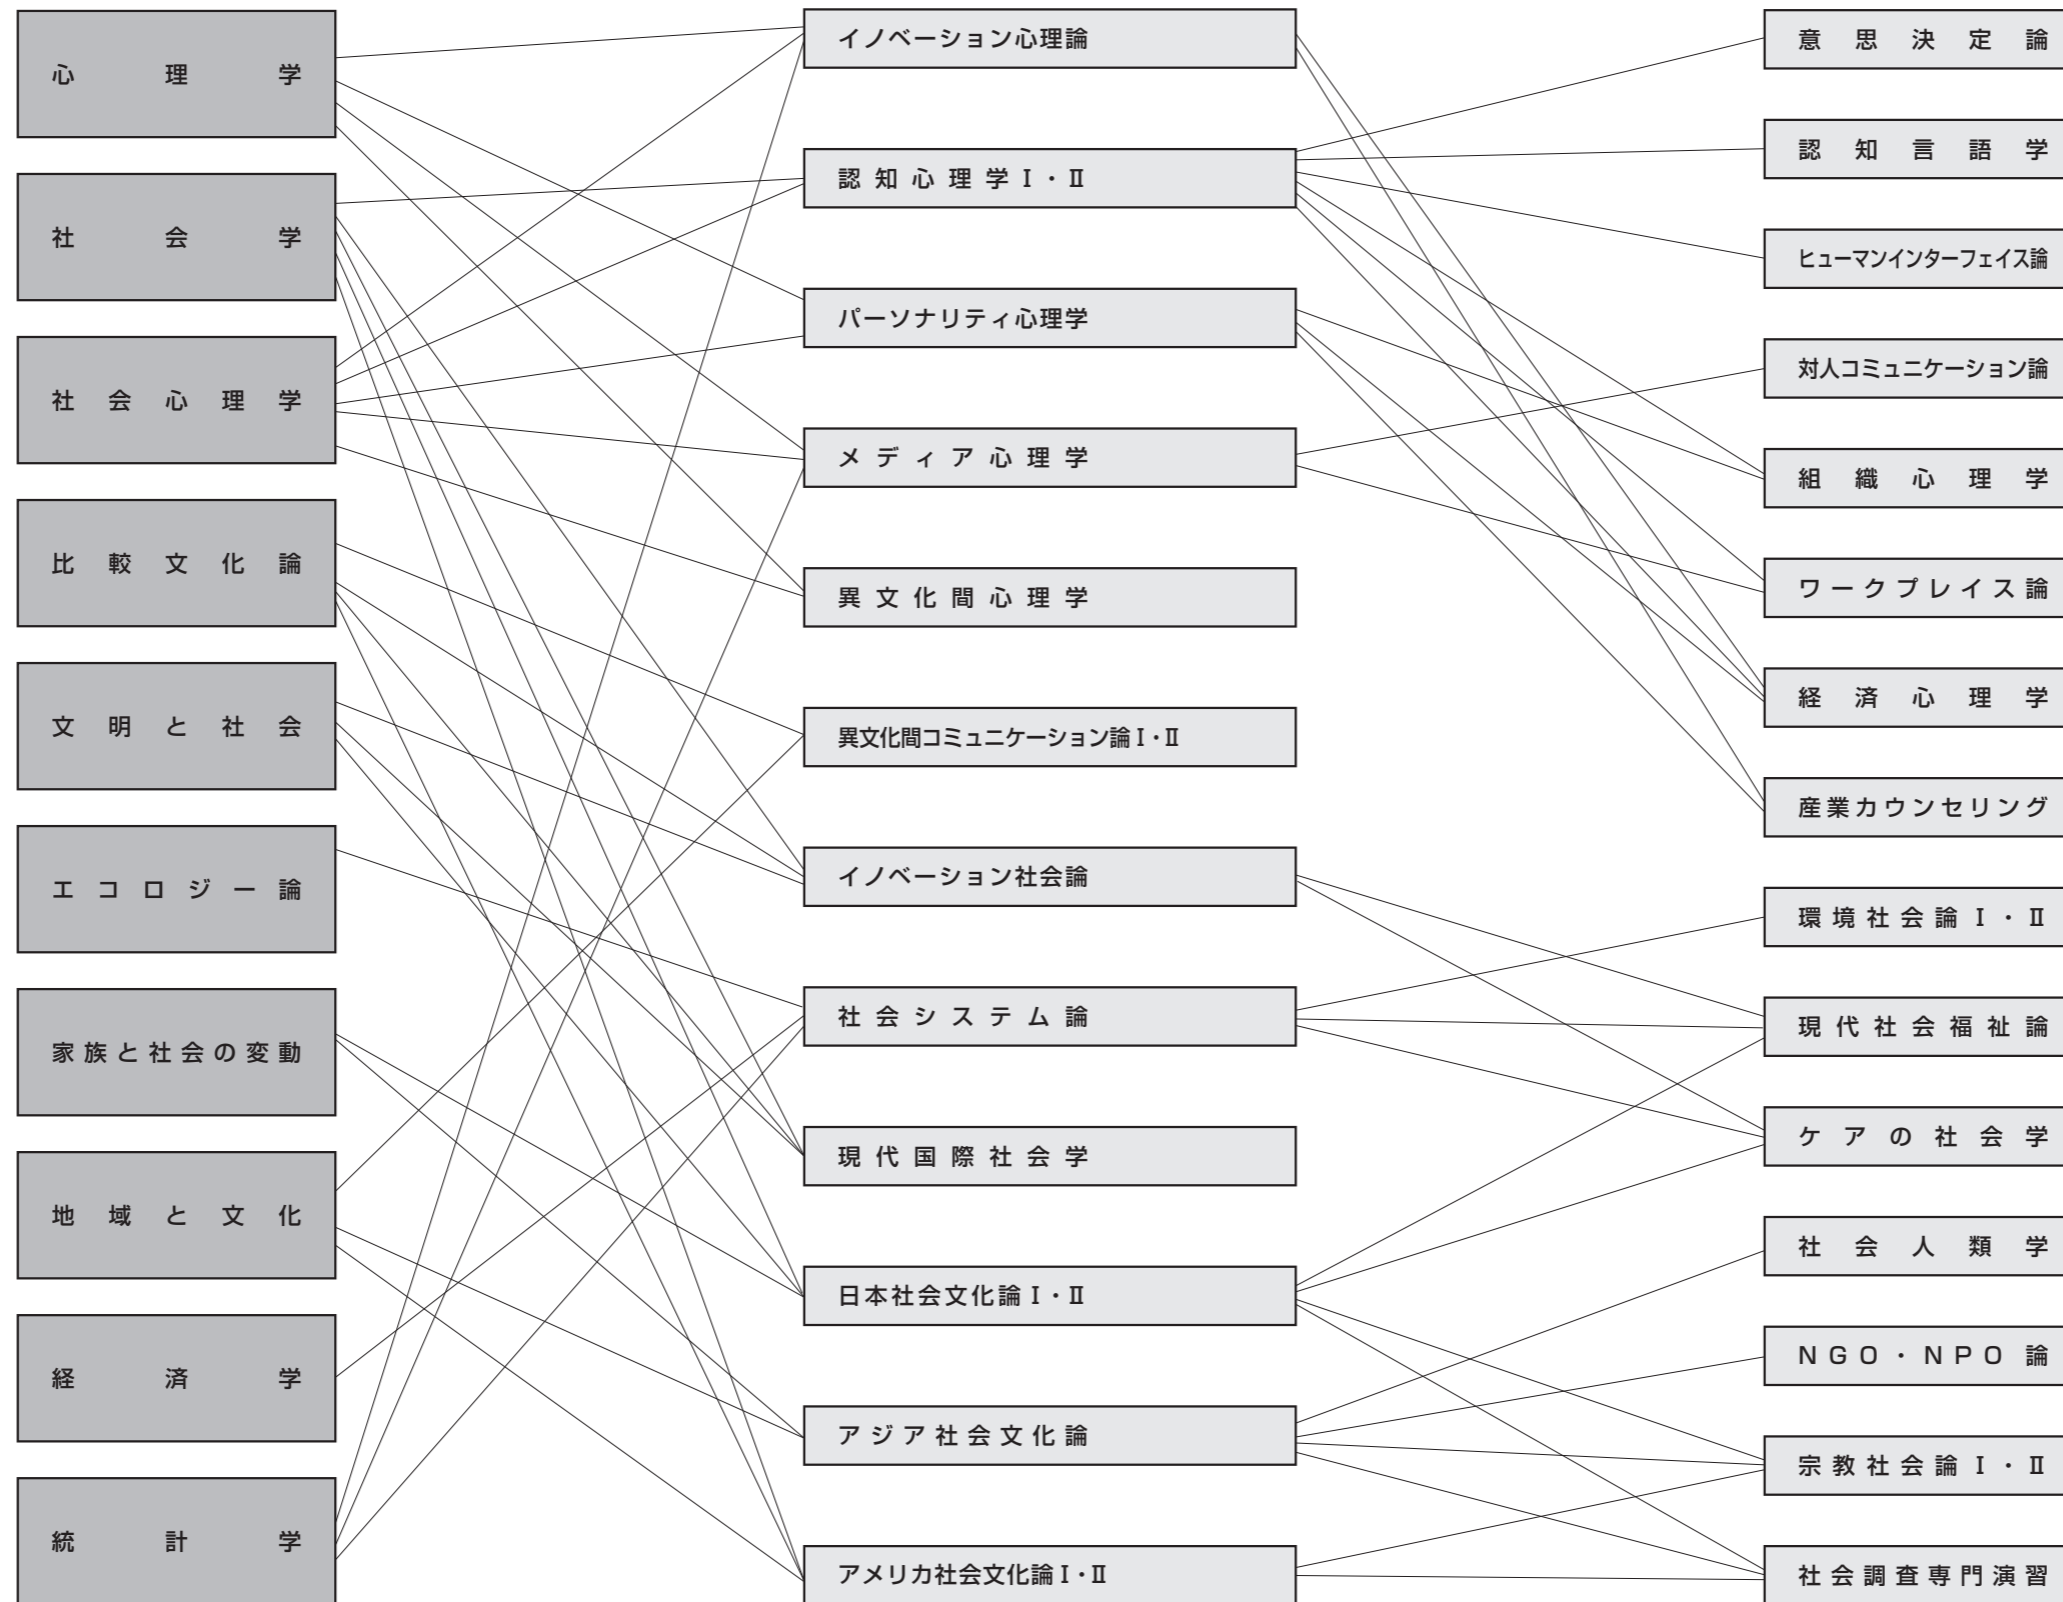 心理学
社会学
社会心理学
比較文化論
文明と社会
エコロジー論
家族と社会の変動
地域と文化
経済学
統計学
イノベーション心理論
認知心理学Ⅰ・Ⅱ
パーソナリティ心理学
メディア心理学
異文化間心理学
異文化間コミュニケーション論Ⅰ・Ⅱ
イノベーション社会論
社会システム論
現代国際社会学
日本社会文化論Ⅰ・Ⅱ
アジア社会文化論
アメリカ社会文化論Ⅰ・Ⅱ
意思決定論
認知言語学
ヒューマンインターフェイス論
対人コミュニケーション論
組織心理学
ワークプレイス論
経済心理学
産業カウンセリング
環境社会論Ⅰ・Ⅱ
現代社会福祉論
ケアの社会学
社会人類学
NGO・NPO論
宗教社会論Ⅰ・Ⅱ
社会調査専門演習